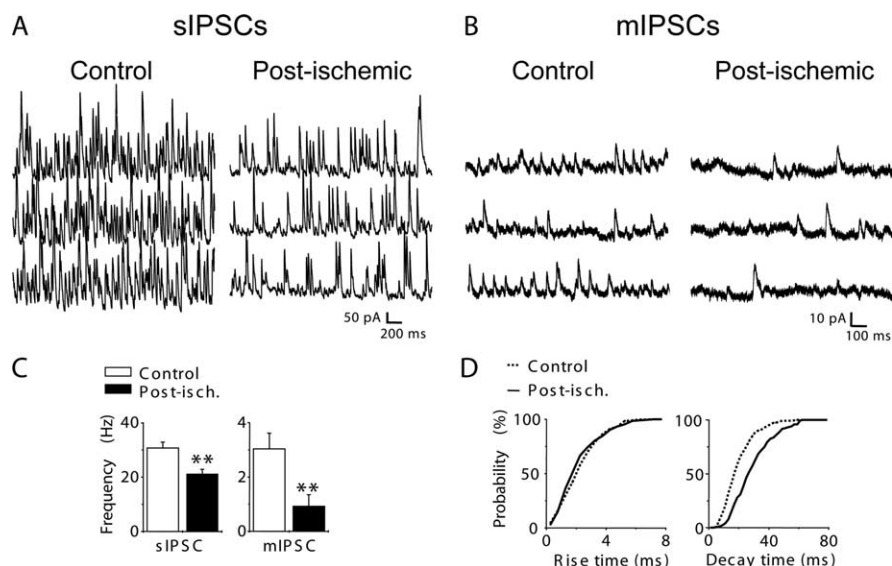 A
sIPSCs
Control
Post-ischemic
50 pA
200 ms
B
mIPSCs
Control
Post-ischemic
10 pA
100 ms
C
Control
Post-isch.
Frequency (Hz)
40
20
0
**
sIPSC
4
2
0
**
mIPSC
D
Control
Post-isch.
Probability (%)
100
50
0
0 4 8
Rise time (ms)
100
50
0
0 40 80
Decay time (ms)